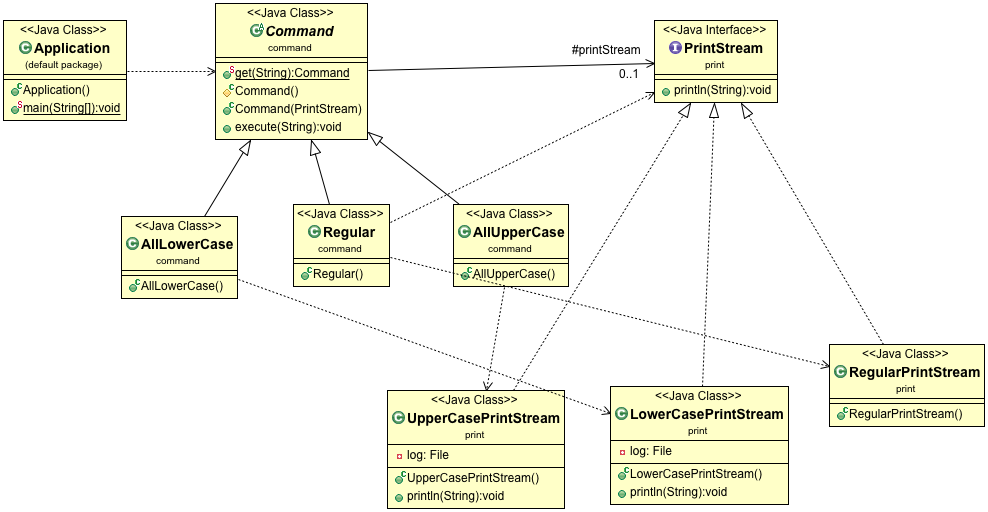 <<Java Class>>
Application
(default package)
Application()
main(String[]):void
<<Java Class>>
Command
command
get(String):Command
Command()
Command(PrintStream)
execute(String):void
#printStream
0..1
<<Java Interface>>
PrintStream
print
println(String):void
<<Java Class>>
AllLowerCase
command
AllLowerCase()
<<Java Class>>
Regular
command
Regular()
<<Java Class>>
AllUpperCase
command
AllUpperCase()
<<Java Class>>
UpperCasePrintStream
print
log: File
UpperCasePrintStream()
println(String):void
<<Java Class>>
LowerCasePrintStream
print
log: File
LowerCasePrintStream()
println(String):void
<<Java Class>>
RegularPrintStream
print
RegularPrintStream()